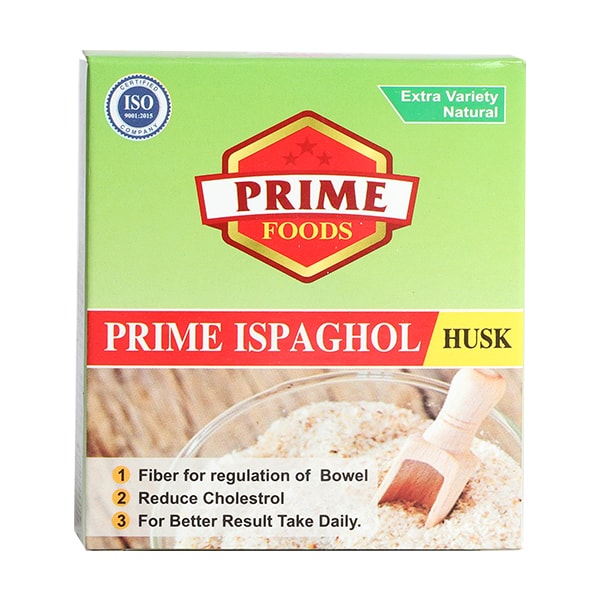 CERTIFIED
ISO
9001:2015
COMPANY
Extra Variety
Natural
PRIME
FOODS
PRIME ISPAGHOL HUSK
1 Fiber for regulation of Bowel
2 Reduce Cholestrol
3 For Better Result Take Daily.